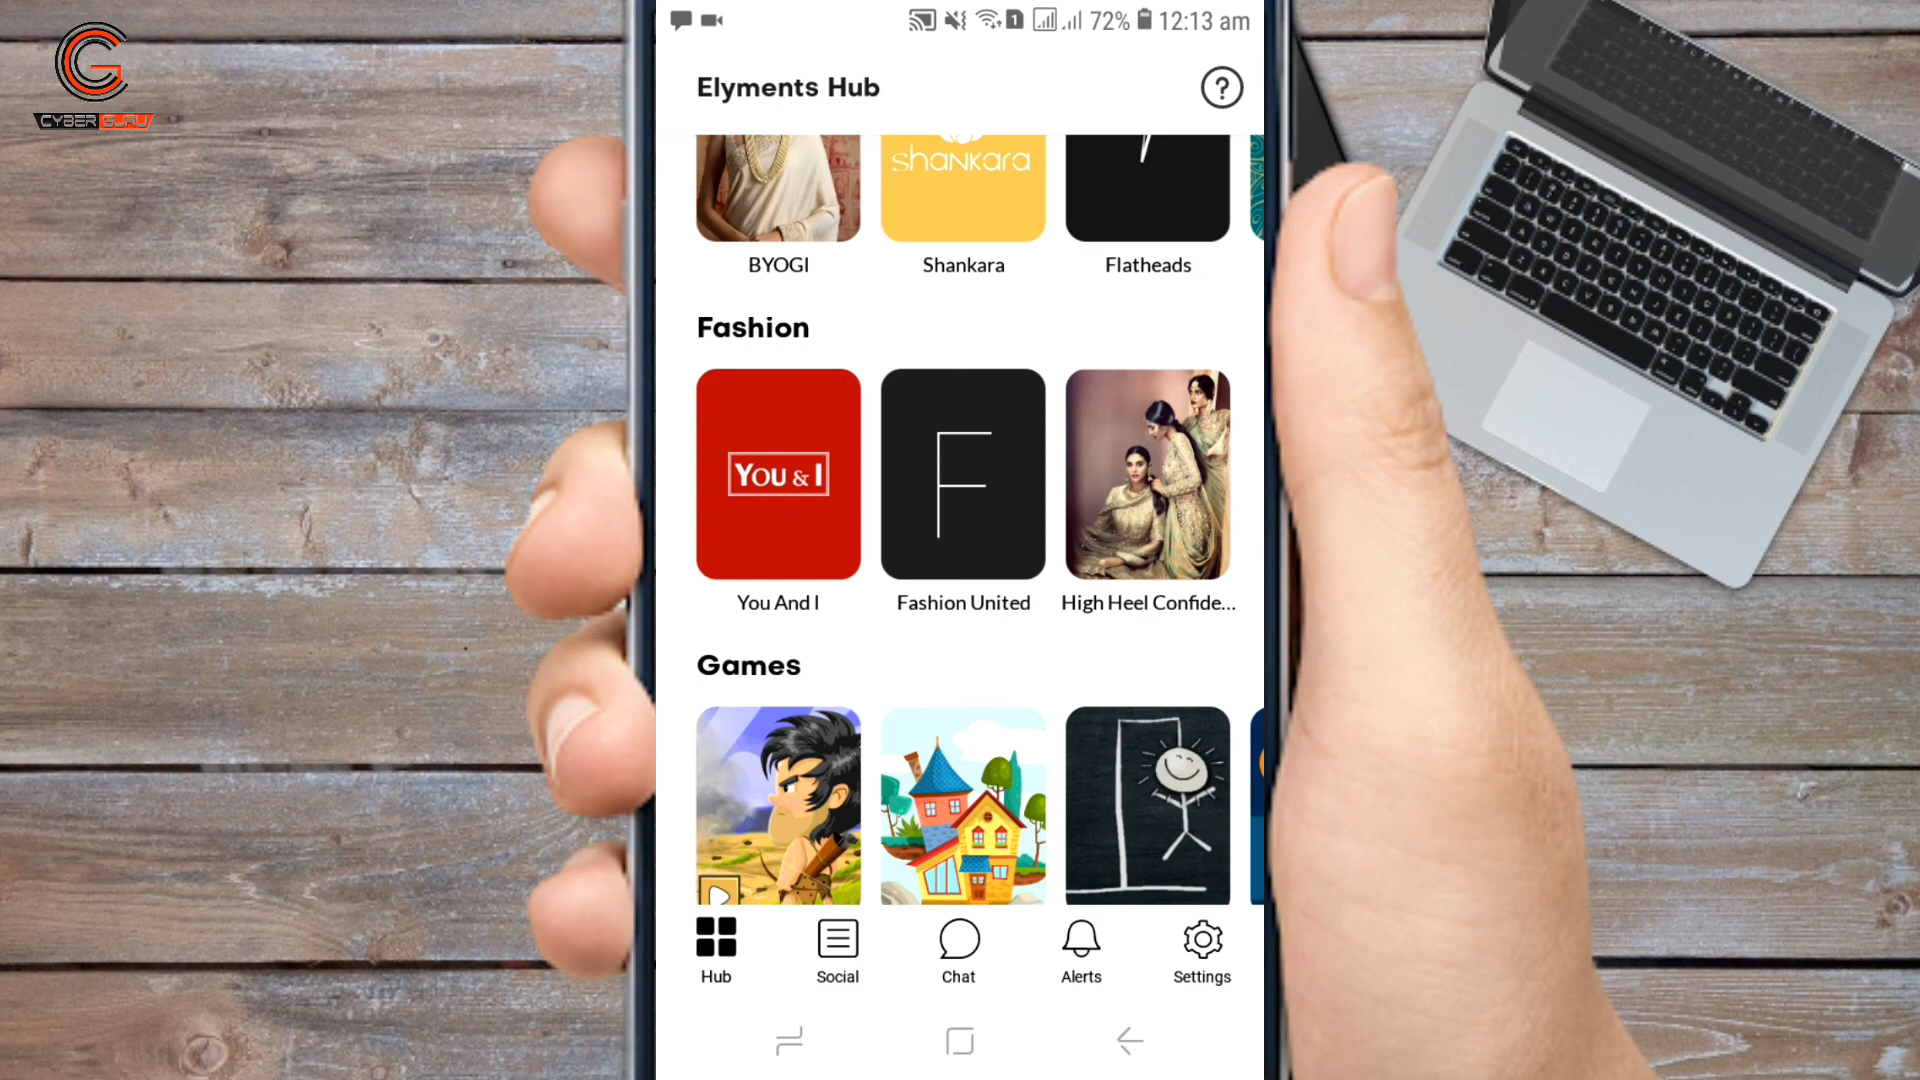 CYBER GURU
1
72%
12:13 am
Elyments Hub
?
shankara
BYOGI
Shankara
Flatheads
Fashion
YOU & I
F
You And I
Fashion United
High Heel Confide...
Games
Hub
Social
Chat
Alerts
Settings